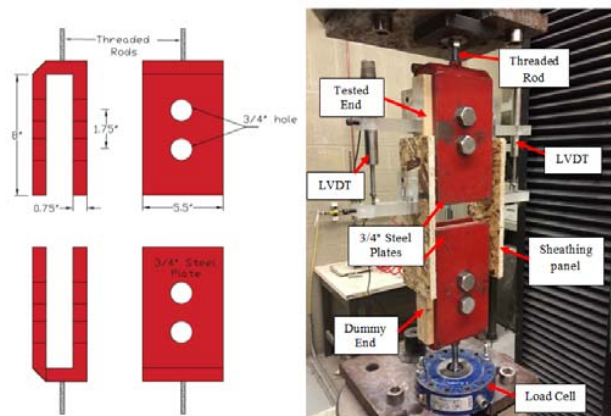 Threaded
Rods
3/4" hole
1.75"
6"
0.75"
5.5"
3/4" Steel
Plate
Threaded
Rod
Tested
End
LVDT
LVDT
3/4" Steel
Plates
Sheathing
panel
Dummy
End
Load Cell